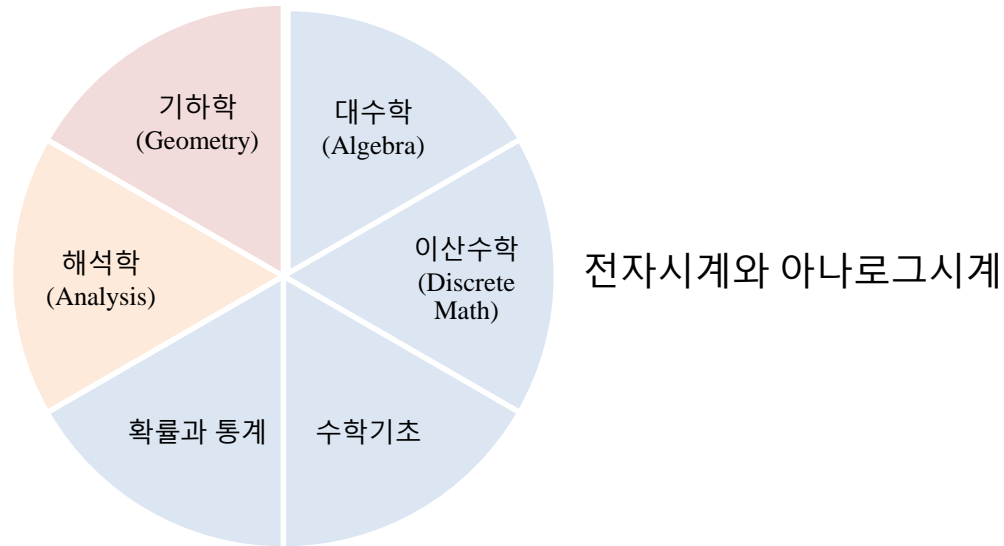 기하학
(Geometry)
대수학
(Algebra)
해석학
(Analysis)
이산수학
(Discrete
Math)
확률과 통계
수학기초
전자시계와 아나로그시계